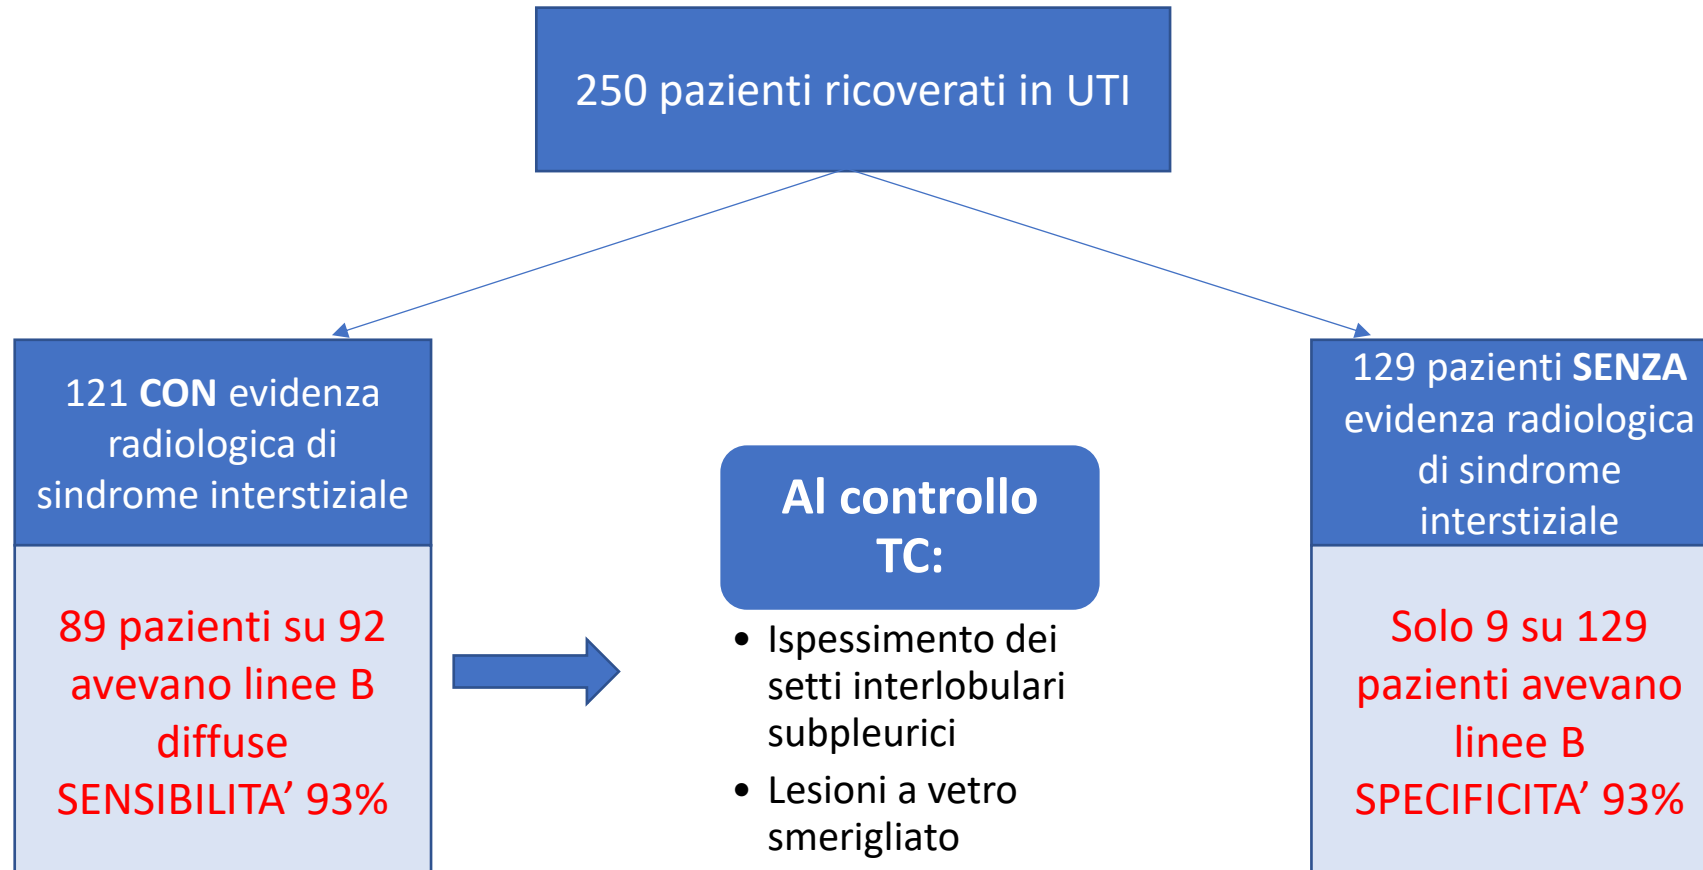 250 pazienti ricoverati in UTI
121 CON evidenza
radiologica di
sindrome interstiziale
89 pazienti su 92
avevano linee B
diffuse
SENSIBILITA’ 93%
Al controllo
TC:
• Ispessimento dei
setti interlobulari
subpleurici
• Lesioni a vetro
smerigliato
129 pazienti SENZA
evidenza radiologica
di sindrome
interstiziale
Solo 9 su 129
pazienti avevano
linee B
SPECIFICITA’ 93%